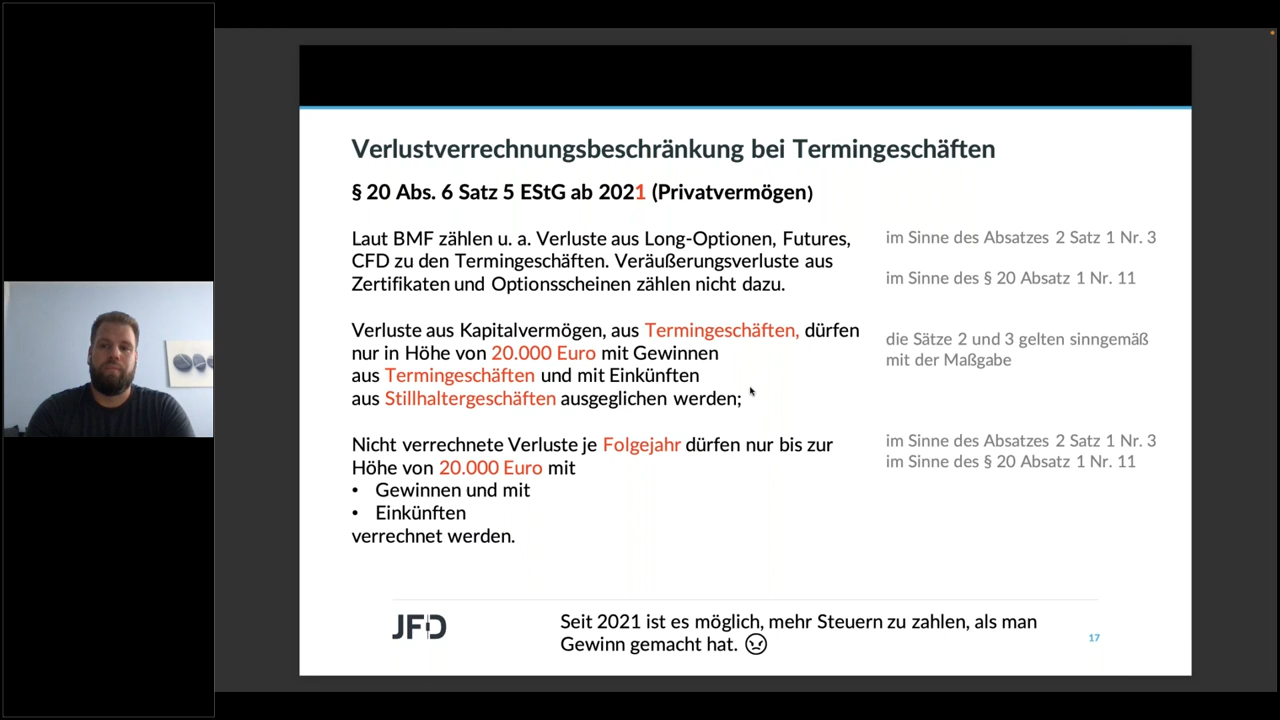 Verlustverrechnungsbeschränkung bei Termingeschäften
§ 20 Abs. 6 Satz 5 EStG ab 2021 (Privatvermögen)
Laut BMF zählen u. a. Verluste aus Long-Optionen, Futures,
CFD zu den Termingeschäften. Veräußerungsverluste aus
Zertifikaten und Optionsscheinen zählen nicht dazu.
im Sinne des Absatzes 2 Satz 1 Nr. 3
im Sinne des § 20 Absatz 1 Nr. 11
Verluste aus Kapitalvermögen, aus Termingeschäften, dürfen
nur in Höhe von 20.000 Euro mit Gewinnen
aus Termingeschäften und mit Einkünften
aus Stillhaltergeschäften ausgeglichen werden;
die Sätze 2 und 3 gelten sinngemäß
mit der Maßgabe
Nicht verrechnete Verluste je Folgejahr dürfen nur bis zur
Höhe von 20.000 Euro mit
• Gewinnen und mit
• Einkünften
verrechnet werden.
im Sinne des Absatzes 2 Satz 1 Nr. 3
im Sinne des § 20 Absatz 1 Nr. 11
JFD
Seit 2021 ist es möglich, mehr Steuern zu zahlen, als man
Gewinn gemacht hat.
17